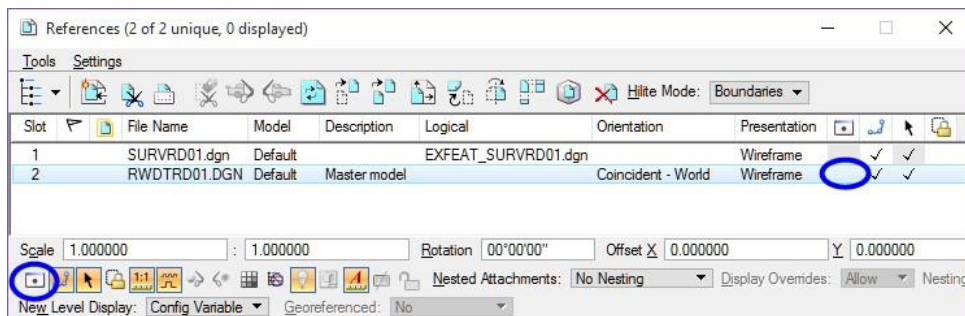 References (2 of 2 unique, 0 displayed)
Tools Settings
Hilite Mode: Boundaries
Slot File Name Model Description Logical Orientation Presentation
1 SURVRD01.dgn Default EXFEAT_SURVRD01.dgn Wireframe
2 RWDTRD01.DGN Default Master model Coincident - World Wireframe
Scale 1.000000 : 1.000000 Rotation 00°00'00" Offset X 0.000000 Y 0.000000
1:1 A Nested Attachments: No Nesting Display Overrides: Allow Nesting
New Level Display: Config Variable Georeferenced: No